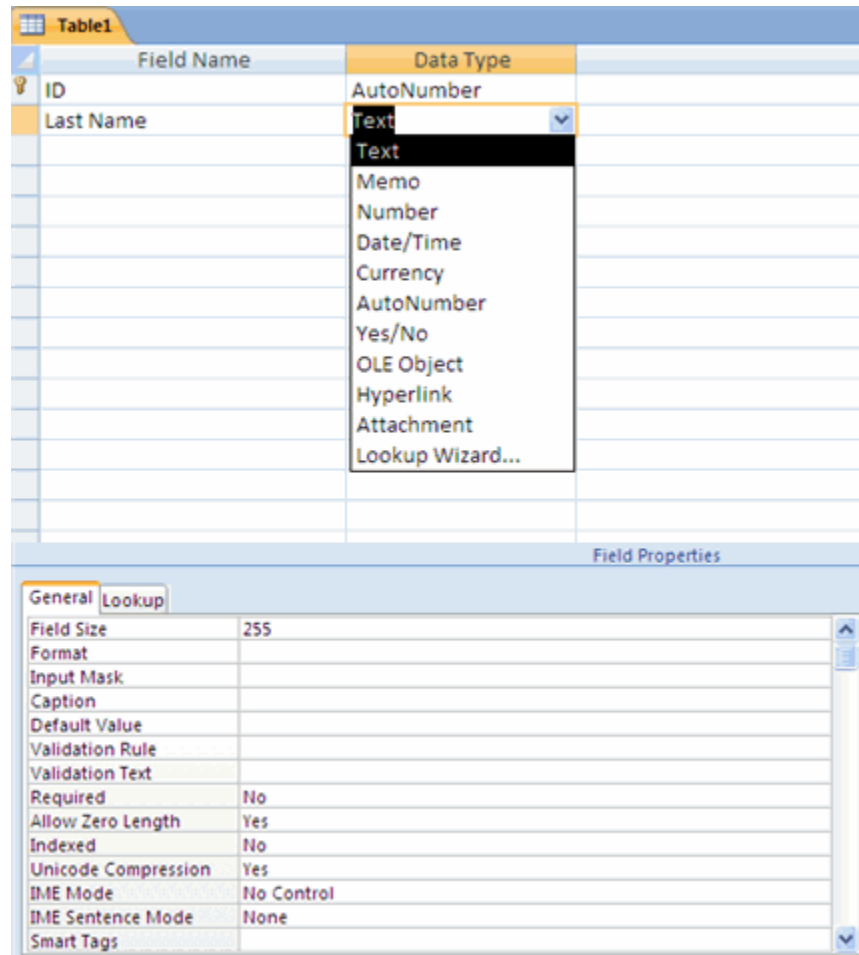 Table1
Field Name Data Type
ID AutoNumber
Last Name Text
Text
Memo
Number
Date/Time
Currency
AutoNumber
Yes/No
OLE Object
Hyperlink
Attachment
Lookup Wizard...
Field Properties
General Lookup
Field Size 255
Format
Input Mask
Caption
Default Value
Validation Rule
Validation Text
Required No
Allow Zero Length Yes
Indexed No
Unicode Compression Yes
IME Mode No Control
IME Sentence Mode None
Smart Tags